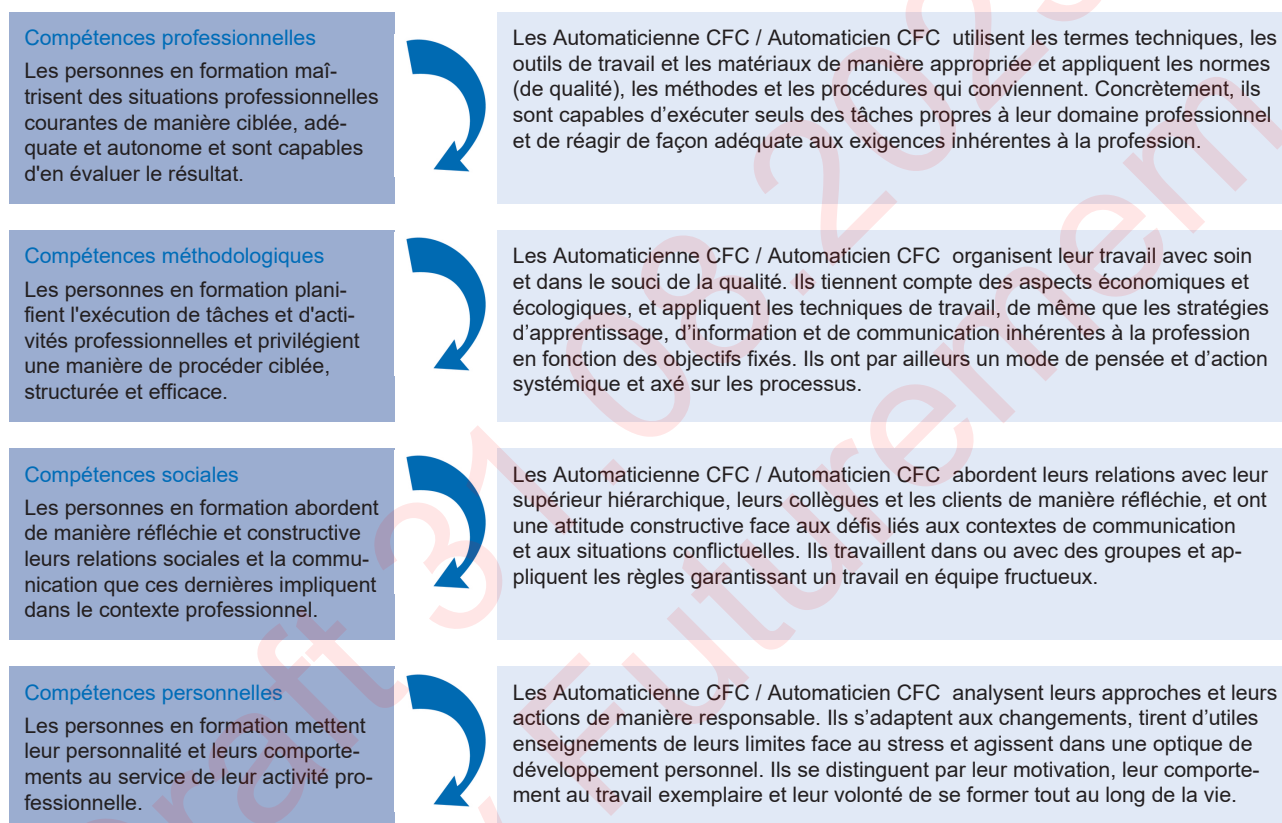 Compétences professionnelles
Les personnes en formation maî-
trisent des situations professionnelles
courantes de manière ciblée, adé-
quate et autonome et sont capables
d'en évaluer le résultat.
Les Automaticienne CFC / Automaticien CFC  utilisent les termes techniques, les
outils de travail et les matériaux de manière appropriée et appliquent les normes
(de qualité), les méthodes et les procédures qui conviennent. Concrètement, ils
sont capables d’exécuter seuls des tâches propres à leur domaine professionnel
et de réagir de façon adéquate aux exigences inhérentes à la profession.
Compétences méthodologiques
Les personnes en formation plani-
fient l'exécution de tâches et d'acti-
vités professionnelles et privilégient
une manière de procéder ciblée,
structurée et efficace.
Les Automaticienne CFC / Automaticien CFC  organisent leur travail avec soin
et dans le souci de la qualité. Ils tiennent compte des aspects économiques et
écologiques, et appliquent les techniques de travail, de même que les stratégies
d’apprentissage, d’information et de communication inhérentes à la profession
en fonction des objectifs fixés. Ils ont par ailleurs un mode de pensée et d’action
systémique et axé sur les processus.
Compétences sociales
Les personnes en formation abordent
de manière réfléchie et constructive
leurs relations sociales et la commu-
nication que ces dernières impliquent
dans le contexte professionnel.
Les Automaticienne CFC / Automaticien CFC  abordent leurs relations avec leur
supérieur hiérarchique, leurs collègues et les clients de manière réfléchie, et ont
une attitude constructive face aux défis liés aux contextes de communication
et aux situations conflictuelles. Ils travaillent dans ou avec des groupes et ap-
pliquent les règles garantissant un travail en équipe fructueux.
Compétences personnelles
Les personnes en formation mettent
leur personnalité et leurs comporte-
ments au service de leur activité pro-
fessionnelle.
Les Automaticienne CFC / Automaticien CFC  analysent leurs approches et leurs
actions de manière responsable. Ils s’adaptent aux changements, tirent d’utiles
enseignements de leurs limites face au stress et agissent dans une optique de
développement personnel. Ils se distinguent par leur motivation, leur comporte-
ment au travail exemplaire et leur volonté de se former tout au long de la vie.